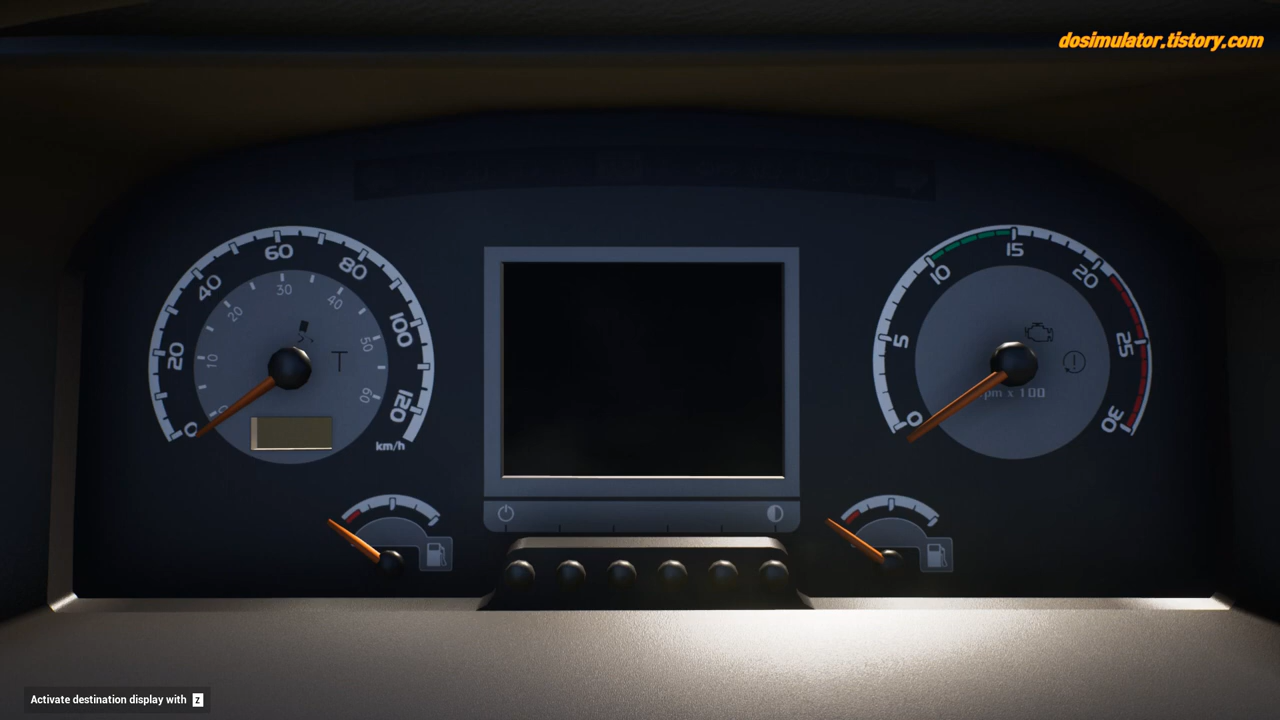 dosimulator.tistory.com
0 20 40 60 80 100 120
10 20 30 40 50 60
T
km/h
0 5 10 15 20 25 30
pm x 100
Activate destination display with z